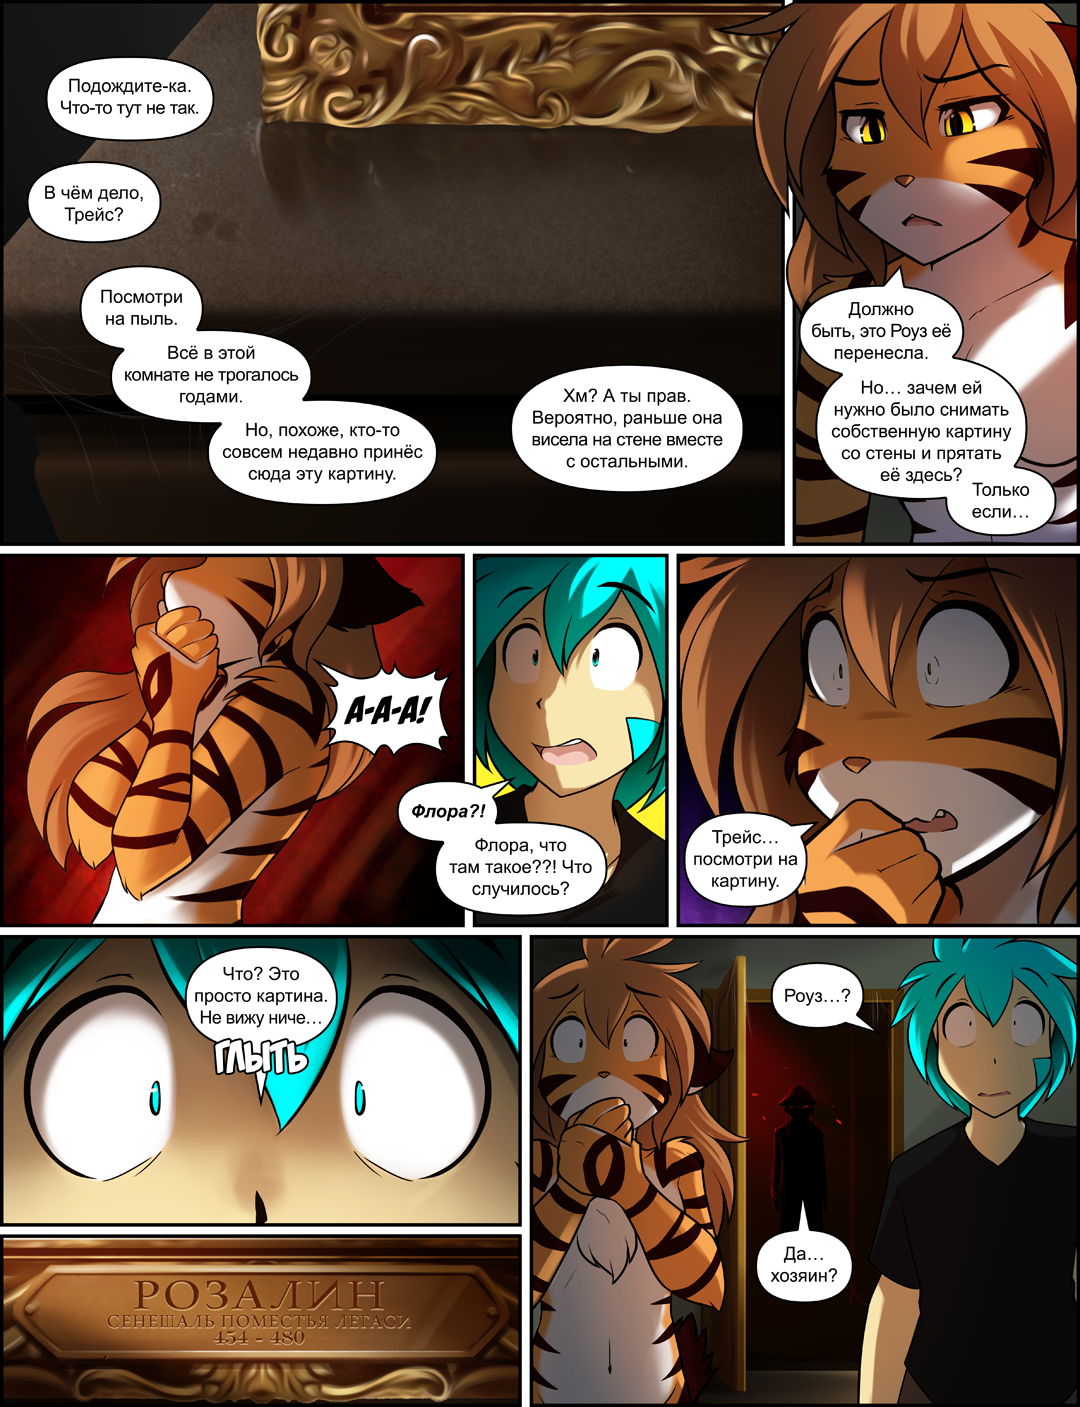 Подождите-ка.
Что-то тут не так.
В чём дело,
Трейс?
Посмотри
на пыль.
Всё в этой
комнате не трогалось
годами.
Но, похоже, кто-то
совсем недавно принёс
сюда эту картину.
Хм? А ты прав.
Вероятно, раньше она
висела на стене вместе
с остальными.
Должно
быть, это Роуз её
перенесла.
Но... зачем ей
нужно было снимать
собственную картину
со стены и прятать
её здесь?
Только
если...
А-А-А!
Флора?!
Флора, что
там такое??! Что
случилось?
Трейс...
посмотри на
картину.
Что? Это
просто картина.
Не вижу ниче...
ГЛЫТЬ
РОЗАЛИН
СЕНЕШАЛЬ ПОМЕСТЬЯ ЛЕГАСИ
454 - 480
Роуз...?
Да...
хозяин?